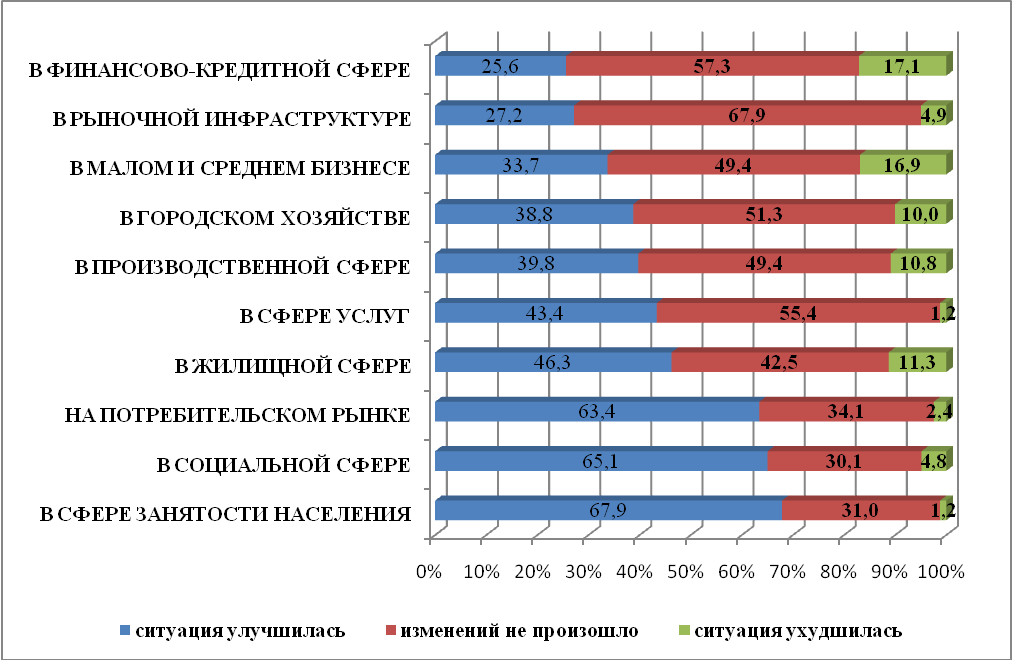 В ФИНАНСОВО-КРЕДИТНОЙ СФЕРЕ 25,6 57,3 17,1
В РЫНОЧНОЙ ИНФРАСТРУКТУРЕ 27,2 67,9 4,9
В МАЛОМ И СРЕДНЕМ БИЗНЕСЕ 33,7 49,4 16,9
В ГОРОДСКОМ ХОЗЯЙСТВЕ 38,8 51,3 10,0
В ПРОИЗВОДСТВЕННОЙ СФЕРЕ 39,8 49,4 10,8
В СФЕРЕ УСЛУГ 43,4 55,4 1,2
В ЖИЛИЩНОЙ СФЕРЕ 46,3 42,5 11,3
НА ПОТРЕБИТЕЛЬСКОМ РЫНКЕ 63,4 34,1 2,4
В СОЦИАЛЬНОЙ СФЕРЕ 65,1 30,1 4,8
В СФЕРЕ ЗАНЯТОСТИ НАСЕЛЕНИЯ 67,9 31,0 1,2
0% 10% 20% 30% 40% 50% 60% 70% 80% 90% 100%
ситуация улучшилась изменений не произошло ситуация ухудшилась